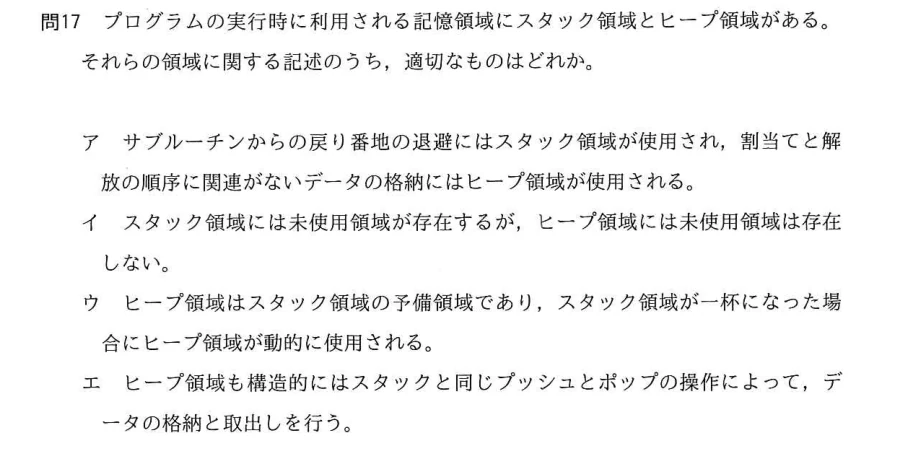 問17　プログラムの実行時に利用される記憶領域にスタック領域とヒープ領域がある。
それらの領域に関する記述のうち，適切なものはどれか。
ア　サブルーチンからの戻り番地の退避にはスタック領域が使用され，割当てと解
放の順序に関連がないデータの格納にはヒープ領域が使用される。
イ　スタック領域には未使用領域が存在するが，ヒープ領域には未使用領域は存在
しない。
ウ　ヒープ領域はスタック領域の予備領域であり，スタック領域が一杯になった場
合にヒープ領域が動的に使用される。
エ　ヒープ領域も構造的にはスタックと同じプッシュとポップの操作によって，デ
ータの格納と取出しを行う。